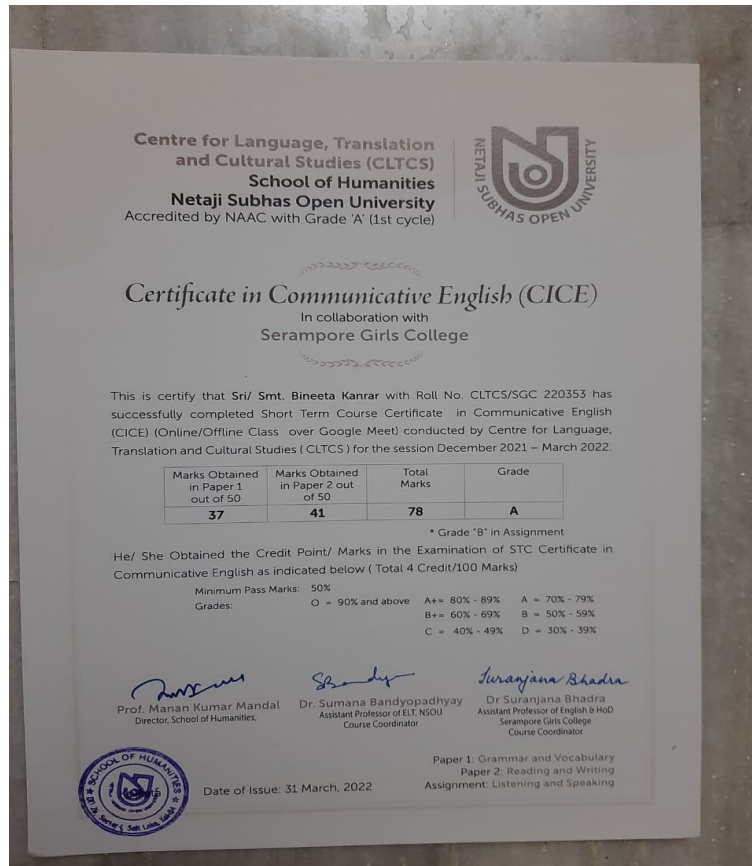 Centre for Language, Translation
and Cultural Studies (CLTCS)
School of Humanities
Netaji Subhas Open University
Accredited by NAAC with Grade 'A' (1st cycle)
NETAJI SUBHAS OPEN UNIVERSITY
Certificate in Communicative English (CICE)
In collaboration with
Serampore Girls College
This is certify that Sri/ Smt. Bineeta Kanrar with Roll No. CLTCS/SGC 220353 has
successfully completed Short Term Course Certificate in Communicative English
(CICE) (Online/Offline Class over Google Meet) conducted by Centre for Language,
Translation and Cultural Studies ( CLTCS ) for the session December 2021 – March 2022.
Marks Obtained Marks Obtained Total Grade
in Paper 1 in Paper 2 out Marks
out of 50 of 50
37 41 78 A
* Grade "B" in Assignment
He/ She Obtained the Credit Point/ Marks in the Examination of STC Certificate in
Communicative English as indicated below ( Total 4 Credit/100 Marks)
Minimum Pass Marks: 50%
Grades: O = 90% and above A+= 80% - 89% A = 70% - 79%
B+= 60% - 69% B = 50% - 59%
C = 40% - 49% D = 30% - 39%
SBandy
Suranjana Bhadra
Prof. Manan Kumar Mandal
Director, School of Humanities,
Dr. Sumana Bandyopadhyay
Assistant Professor of ELT, NSOU
Course Coordinator
Dr Suranjana Bhadra
Assistant Professor of English & HoD
Serampore Girls College
Course Coordinator
SCHOOL OF HUMANITIES
Date of Issue: 31 March, 2022
Paper 1: Grammar and Vocabulary
Paper 2: Reading and Writing
Assignment: Listening and Speaking